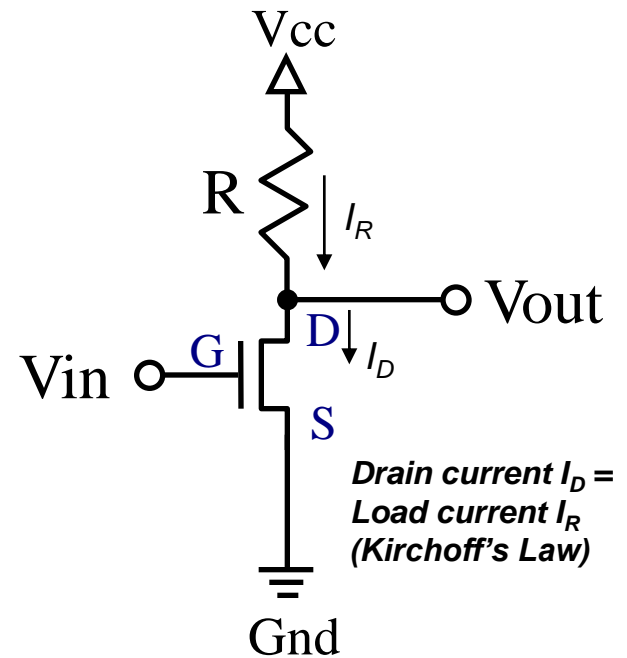 Vcc
R
I_R
Vout
D
G
I_D
Vin
S
Drain current I_D =
Load current I_R
(Kirchoff's Law)
Gnd